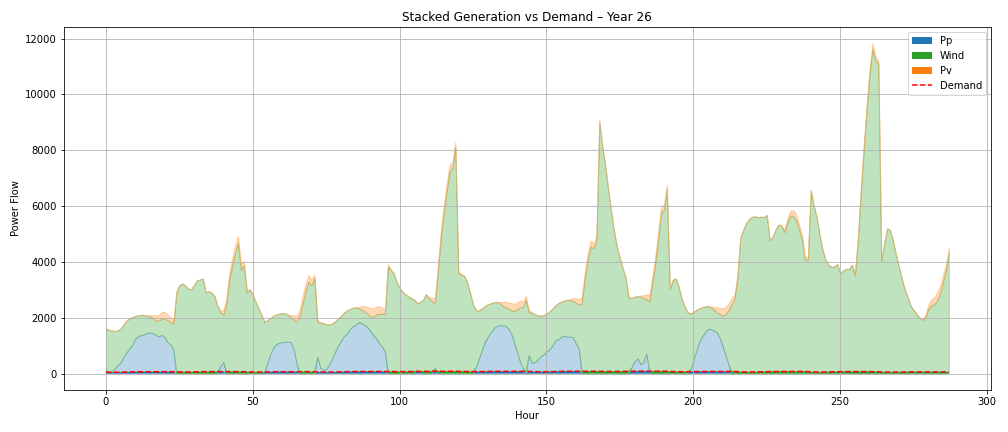 Stacked Generation vs Demand – Year 26
12000
10000
8000
6000
4000
2000
0
Power Flow
0 50 100 150 200 250 300
Hour
Pp
Wind
Pv
Demand